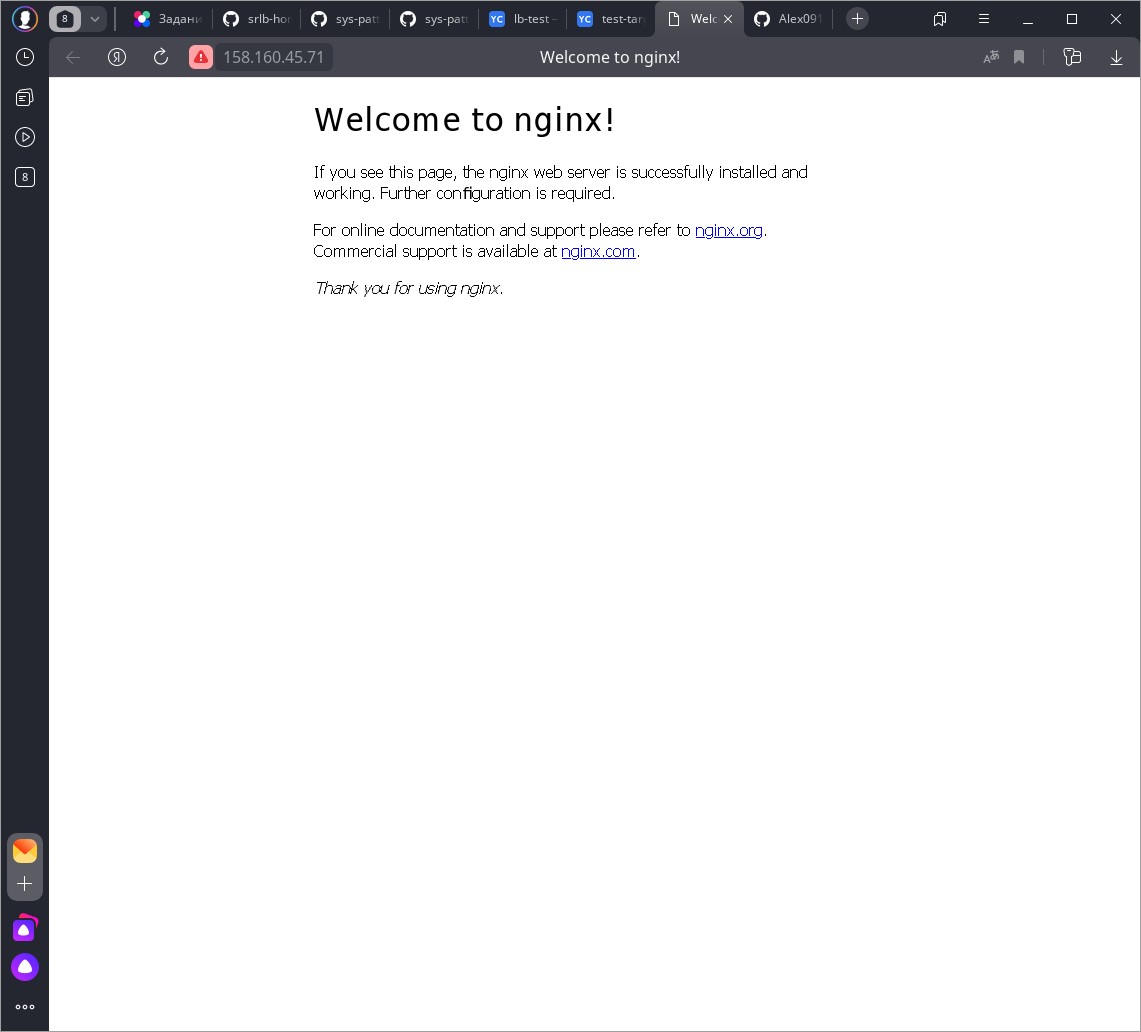 8
Задани
srlb-hor
sys-patt
sys-patt
YC lb-test –
YC test-tar
Welc
Alex091
Я
158.160.45.71
Welcome to nginx!
8
Welcome to nginx!
If you see this page, the nginx web server is successfully installed and
working. Further configuration is required.
For online documentation and support please refer to nginx.org.
Commercial support is available at nginx.com.
Thank you for using nginx.